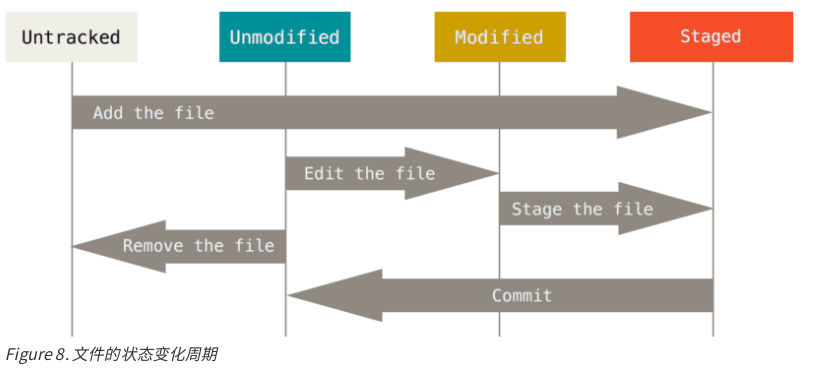 Untracked Unmodified Modified Staged
Add the file
Edit the file
Stage the file
Remove the file
Commit
Figure 8. 文件的状态变化周期